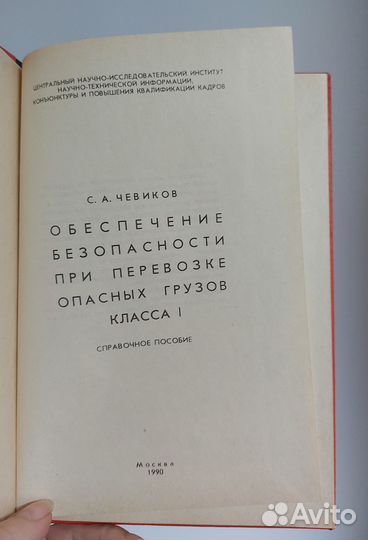 ЦЕНТРАЛЬНЫЙ НАУЧНО-ИССЛЕДОВАТЕЛЬСКИЙ ИНСТИТУТ
НАУЧНО-ТЕХНИЧЕСКОЙ ИНФОРМАЦИИ,
КОНЪЮНКТУРЫ И ПОВЫШЕНИЯ КВАЛИФИКАЦИИ КАДРОВ
С. А. ЧЕВИКОВ
ОБЕСПЕЧЕНИЕ
БЕЗОПАСНОСТИ
ПРИ ПЕРЕВОЗКЕ
ОПАСНЫХ ГРУЗОВ
КЛАССА I
СПРАВОЧНОЕ ПОСОБИЕ
Москва
1990
Avito